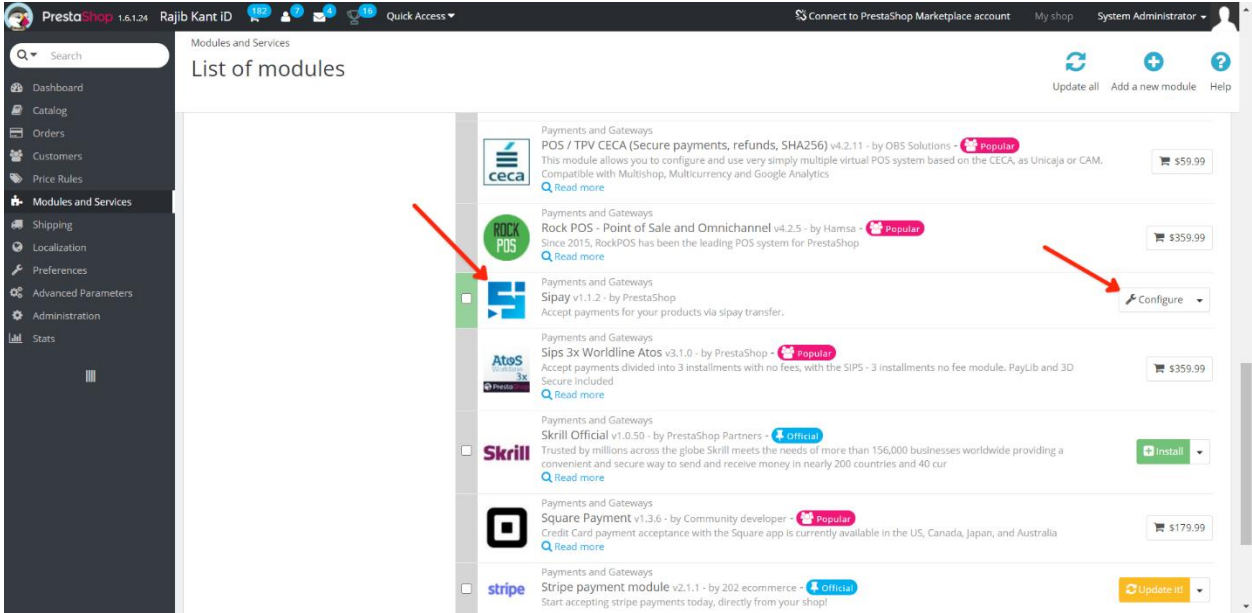 PrestaShop 1.6.1.24 Rajib Kant iD 182 7 4 16 Quick Access Connect to PrestaShop Marketplace account My shop System Administrator
Search
Dashboard
Catalog
Orders
Customers
Price Rules
Modules and Services
Shipping
Localization
Preferences
Advanced Parameters
Administration
Stats
Modules and Services
List of modules
Update all Add a new module Help
Payments and Gateways
ceca
POS / TPV CECA (Secure payments, refunds, SHA256) v4.2.11 - by OBS Solutions - Popular
This module allows you to configure and use very simply multiple virtual POS system based on the CECA, as Unicaja or CAM.
Compatible with Multishop, Multicurrency and Google Analytics
Read more
$59.99
Payments and Gateways
ROCK
POS
Rock POS - Point of Sale and Omnichannel v4.2.5 - by Hamsa - Popular
Since 2015, RockPOS has been the leading POS system for PrestaShop
Read more
$359.99
Payments and Gateways
Sipay v1.1.2 - by PrestaShop
Accept payments for your products via sipay transfer.
Configure
Payments and Gateways
AtoS
Worldline
3x
PrestaShop
Sips 3x Worldline Atos v3.1.0 - by PrestaShop - Popular
Accept payments divided into 3 installments with no fees, with the SIPS - 3 installments no fee module. PayLib and 3D
Secure included
Read more
$359.99
Payments and Gateways
Skrill
Skrill Official v1.0.50 - by PrestaShop Partners - Official
Trusted by millions across the globe Skrill meets the needs of more than 156,000 businesses worldwide providing a
convenient and secure way to send and receive money in nearly 200 countries and 40 cur
Read more
Install
Payments and Gateways
Square Payment v1.3.6 - by Community developer - Popular
Credit Card payment acceptance with the Square app is currently available in the US, Canada, Japan, and Australia
Read more
$179.99
Payments and Gateways
stripe
Stripe payment module v2.1.1 - by 202 ecommerce - Official
Start accepting stripe payments today, directly from your shop!
Update it!